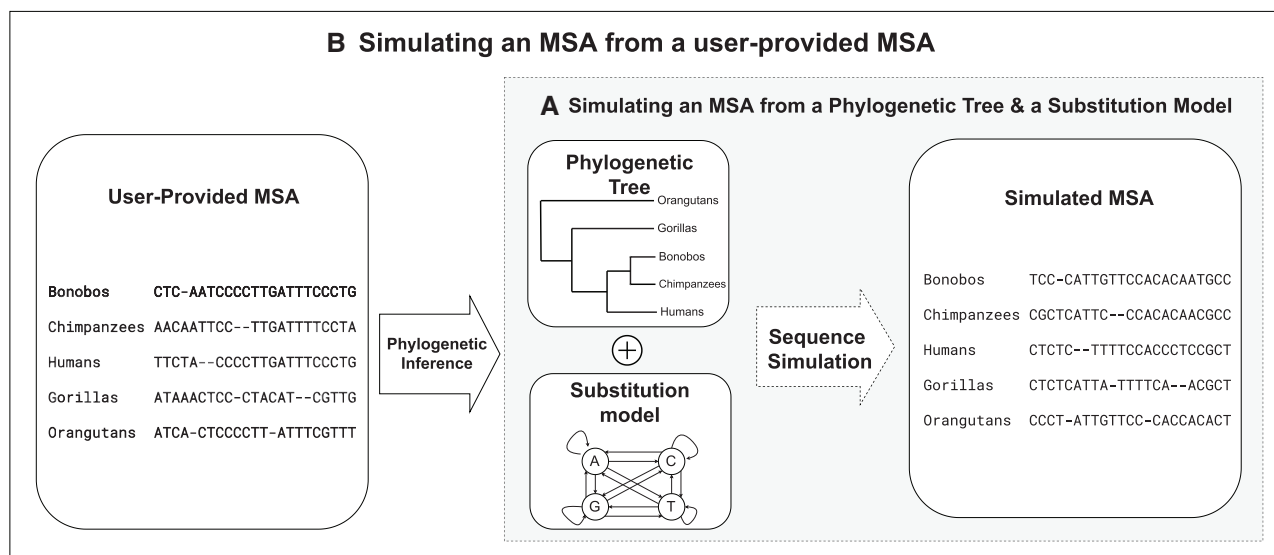 B Simulating an MSA from a user-provided MSA
A Simulating an MSA from a Phylogenetic Tree & a Substitution Model
User-Provided MSA
Bonobos CTC-AATCCCCTTGATTTCCCTG
Chimpanzees AACAATTCC--TTGATTTTCCTA
Humans TTCTA--CCCCTTGATTTCCCTG
Gorillas ATAAACTCC-CTACAT--CGTTG
Orangutans ATCA-CTCCCCTT-ATTTCGTTT
Phylogenetic
Inference
Phylogenetic
Tree
Orangutans
Gorillas
Bonobos
Chimpanzees
Humans
+
Substitution
model
A C
G T
Sequence
Simulation
Simulated MSA
Bonobos TCC-CATTGTTCCACACAATGCC
Chimpanzees CGCTCATTC--CCACACAACGCC
Humans CTCTC--TTTTCCACCCTCCGCT
Gorillas CTCTCATTA-TTTTCA--ACGCT
Orangutans CCCT-ATTGTTCC-CACCACACT